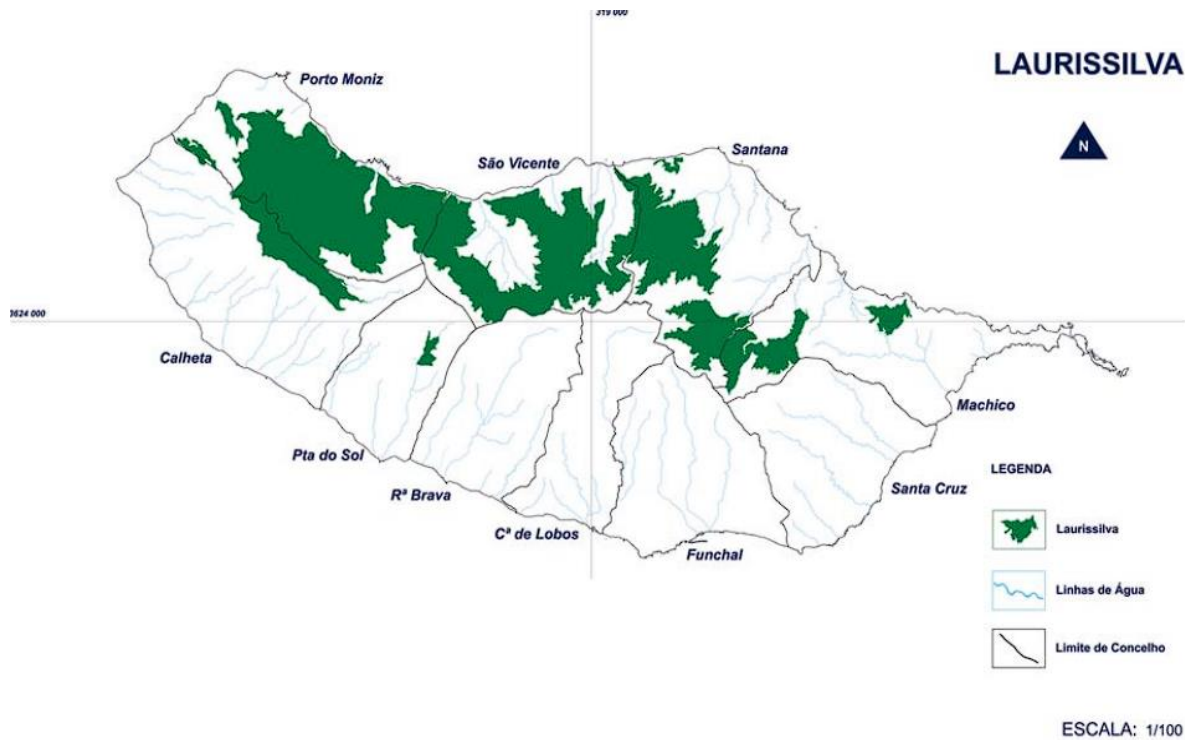 319 000
LAURISSILVA
N
Porto Moniz
São Vicente
Santana
3624 000
Calheta
Machico
Pta do Sol
LEGENDA
Rª Brava
Santa Cruz
Cª de Lobos
Funchal
Laurissilva
Linhas de Água
Limite de Concelho
ESCALA: 1/100